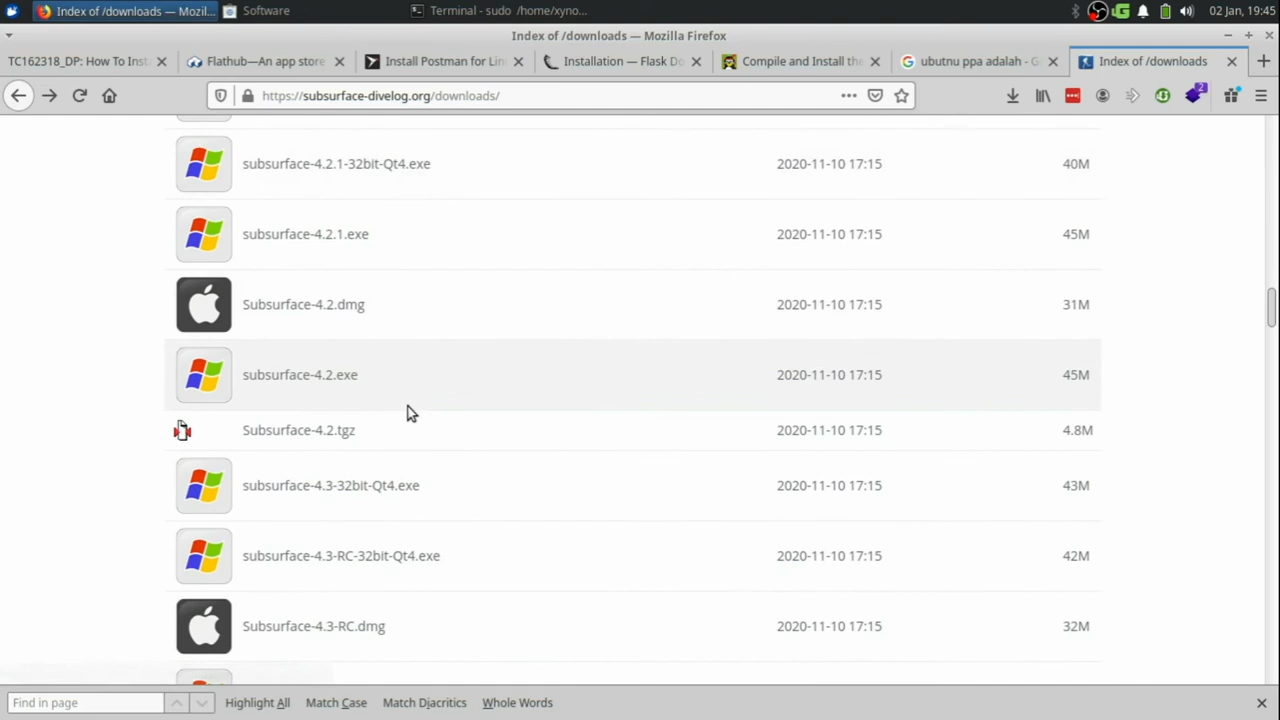 Index of /downloads — Mozil...
Software
Terminal - sudo /home/xyno...
02 Jan, 19:45
Index of /downloads — Mozilla Firefox
TC162318_DP: How To Inst
Flathub—An app store
Install Postman for Lin
Installation — Flask Do
Compile and Install the
ubutnu ppa adalah - G
Index of /downloads
https://subsurface-divelog.org/downloads/
2
subsurface-4.2.1-32bit-Qt4.exe 2020-11-10 17:15 40M
subsurface-4.2.1.exe 2020-11-10 17:15 45M
Subsurface-4.2.dmg 2020-11-10 17:15 31M
subsurface-4.2.exe 2020-11-10 17:15 45M
Subsurface-4.2.tgz 2020-11-10 17:15 4.8M
subsurface-4.3-32bit-Qt4.exe 2020-11-10 17:15 43M
subsurface-4.3-RC-32bit-Qt4.exe 2020-11-10 17:15 42M
Subsurface-4.3-RC.dmg 2020-11-10 17:15 32M
Find in page Highlight All Match Case Match Diacritics Whole Words